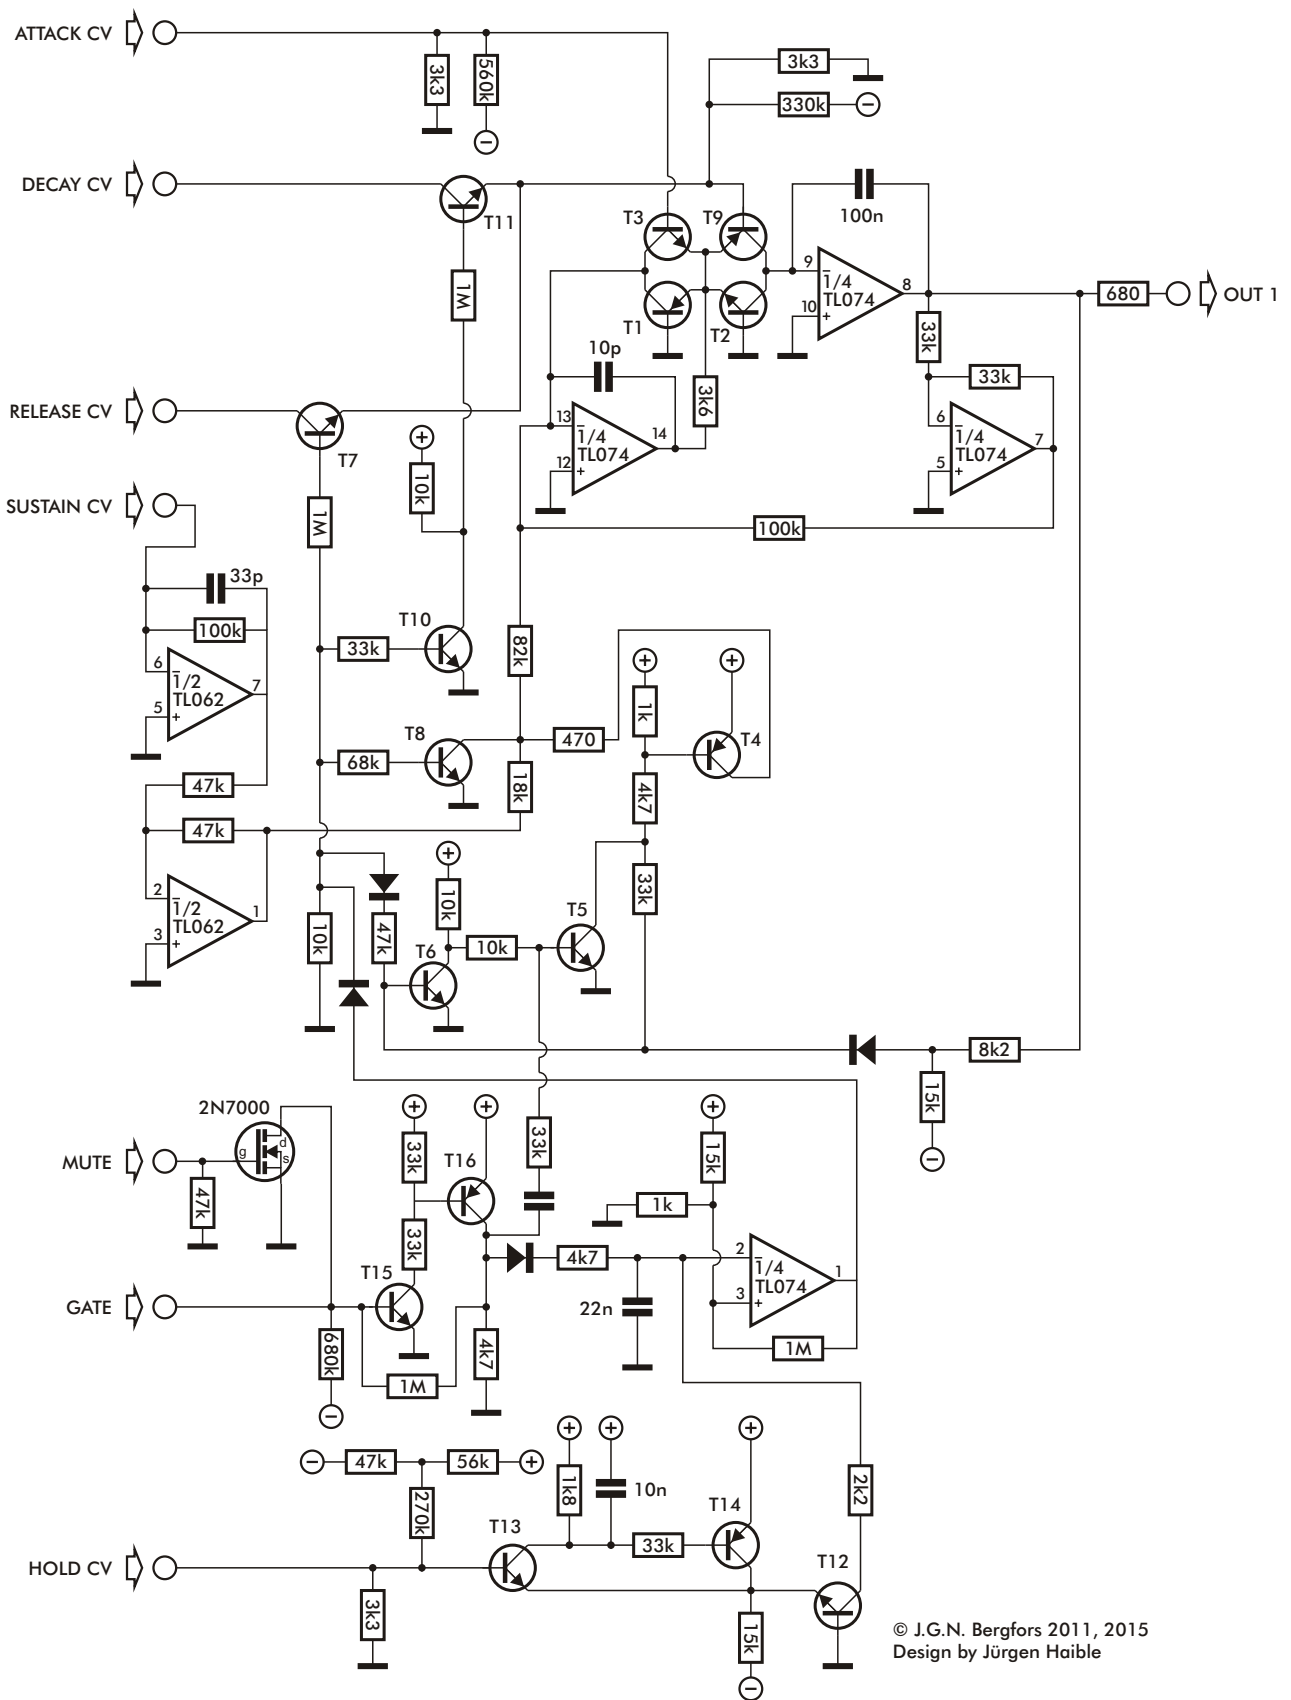 ATTACK CV
3k3
560k
3k3
330k
DECAY CV
T11
T3
T9
100n
1M
9
1/4
TL074
8
10
680
OUT 1
T1
T2
33k
10p
3k6
33k
RELEASE CV
T7
10k
13
1/4
TL074
14
12
6
1/4
TL074
7
5
SUSTAIN CV
1M
100k
33p
100k
T10
33k
82k
6
1/2
TL062
7
5
T8
68k
470
1k
T4
47k
18k
4k7
47k
2
1/2
TL062
1
3
10k
47k
10k
T6
10k
T5
33k
8k2
15k
2N7000
g
d
s
MUTE
47k
33k
T16
33k
15k
1k
33k
4k7
2
1/4
TL074
1
3
T15
GATE
22n
680k
1M
4k7
1M
47k
56k
270k
1k8
10n
T14
2k2
T13
33k
HOLD CV
T12
3k3
15k
© J.G.N. Bergfors 2011, 2015
Design by Jürgen Haible